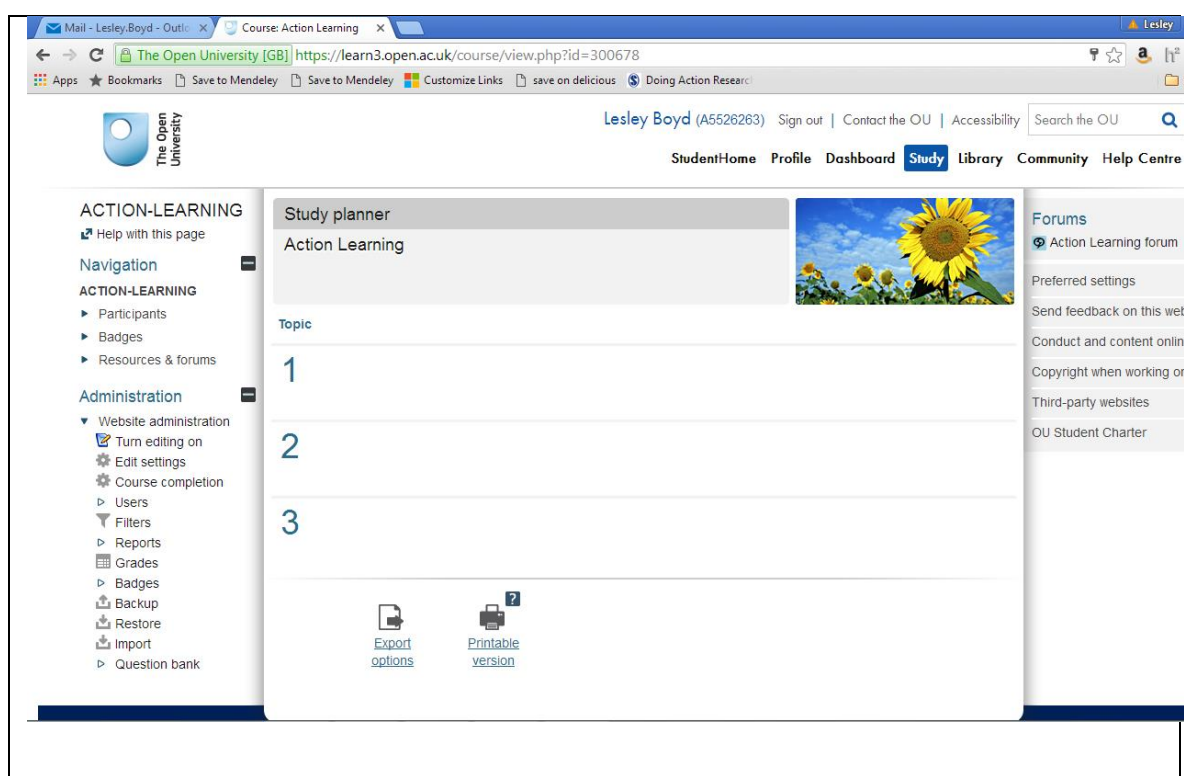 Mail - Lesley.Boyd - Outlo
Course: Action Learning
Lesley
The Open University [GB] https://learn3.open.ac.uk/course/view.php?id=300678
Apps Bookmarks Save to Mendeley Save to Mendeley Customize Links save on delicious Doing Action Researc
The Open
University
Lesley Boyd (A5526263) Sign out | Contact the OU | Accessibility Search the OU
StudentHome Profile Dashboard Study Library Community Help Centre
ACTION-LEARNING
Help with this page
Navigation
ACTION-LEARNING
Participants
Badges
Resources & forums
Administration
Website administration
Turn editing on
Edit settings
Course completion
Users
Filters
Reports
Grades
Badges
Backup
Restore
Import
Question bank
Study planner
Action Learning
Topic
1
2
3
Export
options
?
Printable
version
Forums
Action Learning forum
Preferred settings
Send feedback on this web
Conduct and content onlin
Copyright when working on
Third-party websites
OU Student Charter